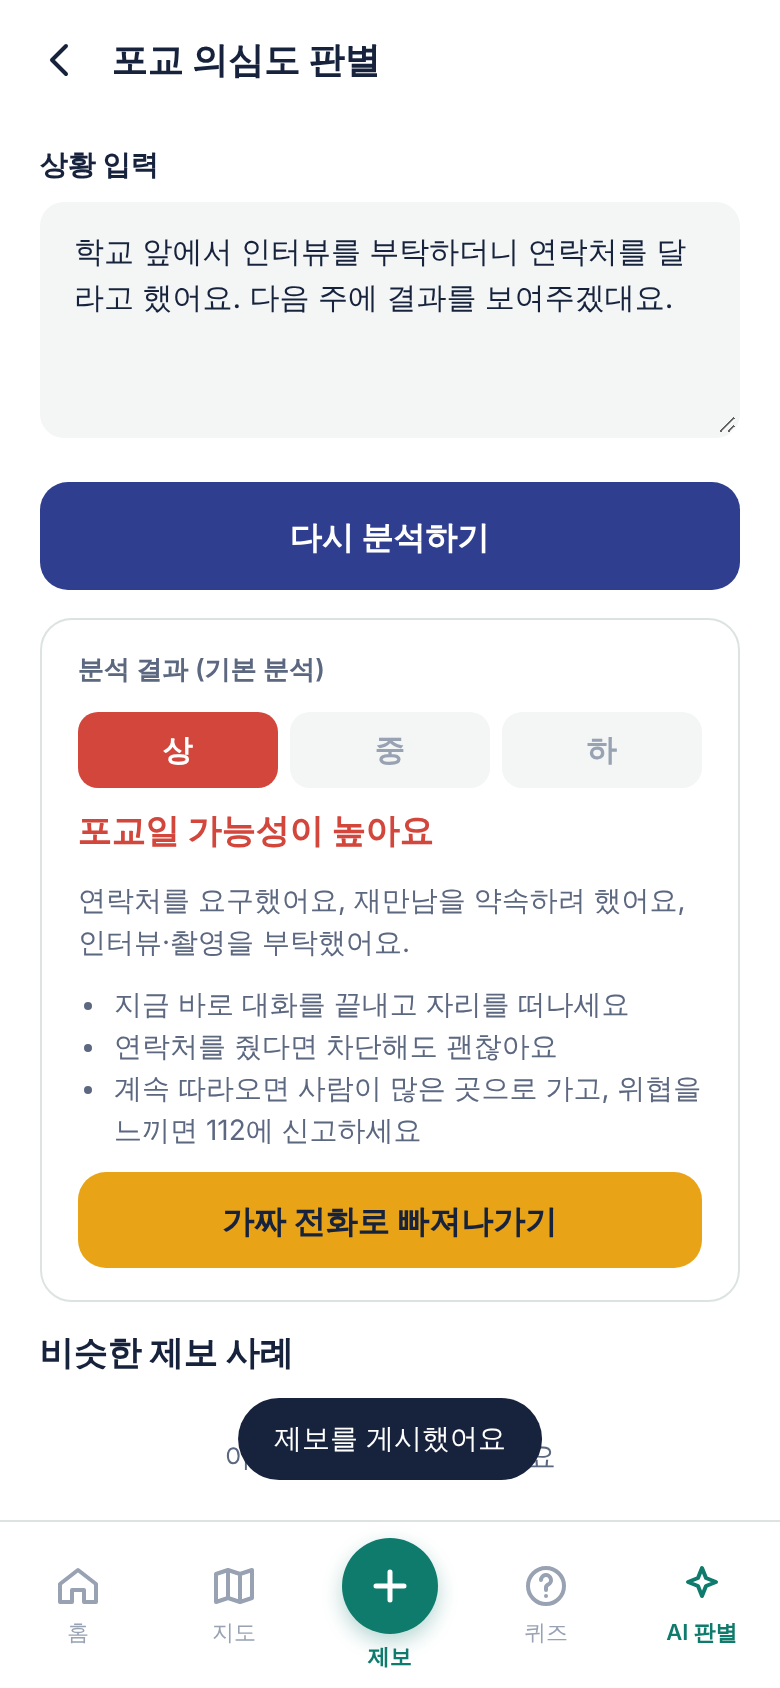 포교 의심도 판별
상황 입력
학교 앞에서 인터뷰를 부탁하더니 연락처를 달
라고 했어요. 다음 주에 결과를 보여주겠대요.
다시 분석하기
분석 결과 (기본 분석)
상 중 하
포교일 가능성이 높아요
연락처를 요구했어요, 재만남을 약속하려 했어요,
인터뷰·촬영을 부탁했어요.
• 지금 바로 대화를 끝내고 자리를 떠나세요
• 연락처를 줬다면 차단해도 괜찮아요
• 계속 따라오면 사람이 많은 곳으로 가고, 위협을
느끼면 112에 신고하세요
가짜 전화로 빠져나가기
비슷한 제보 사례
제보를 게시했어요
홈 지도 제보 퀴즈 AI 판별